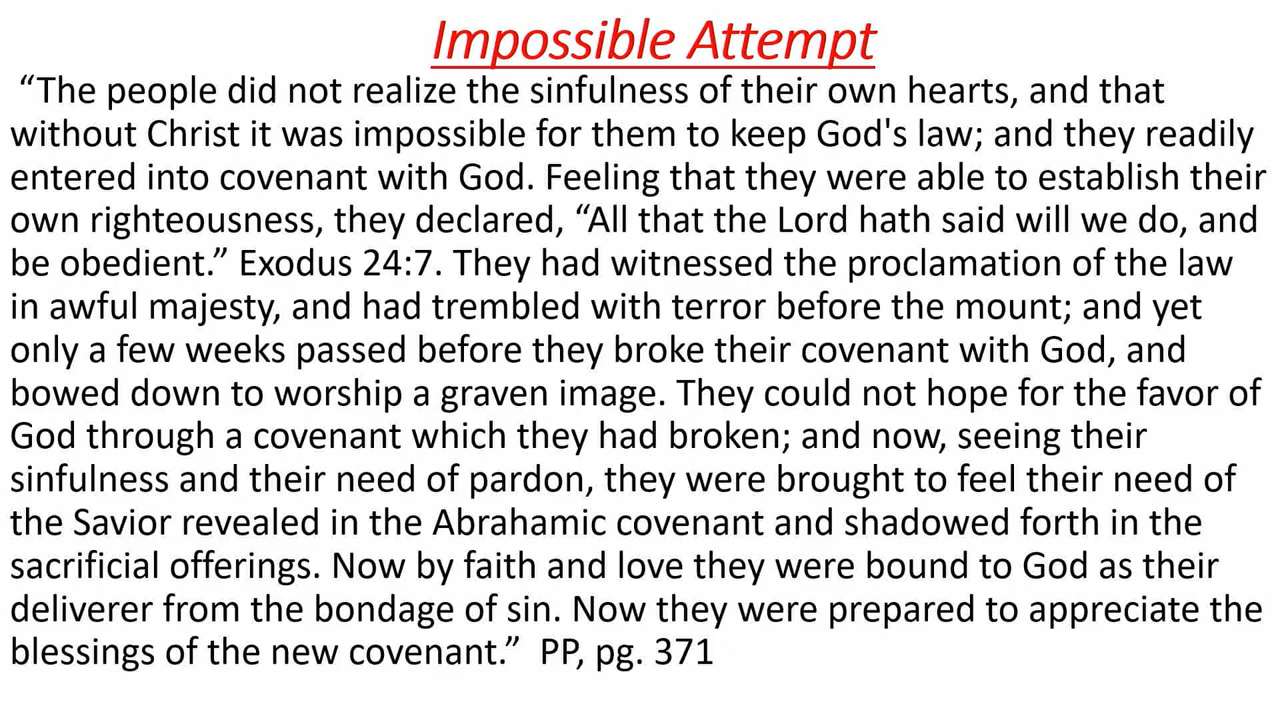 Impossible Attempt
“The people did not realize the sinfulness of their own hearts, and that
without Christ it was impossible for them to keep God's law; and they readily
entered into covenant with God. Feeling that they were able to establish their
own righteousness, they declared, “All that the Lord hath said will we do, and
be obedient.” Exodus 24:7. They had witnessed the proclamation of the law
in awful majesty, and had trembled with terror before the mount; and yet
only a few weeks passed before they broke their covenant with God, and
bowed down to worship a graven image. They could not hope for the favor of
God through a covenant which they had broken; and now, seeing their
sinfulness and their need of pardon, they were brought to feel their need of
the Savior revealed in the Abrahamic covenant and shadowed forth in the
sacrificial offerings. Now by faith and love they were bound to God as their
deliverer from the bondage of sin. Now they were prepared to appreciate the
blessings of the new covenant.” PP, pg. 371